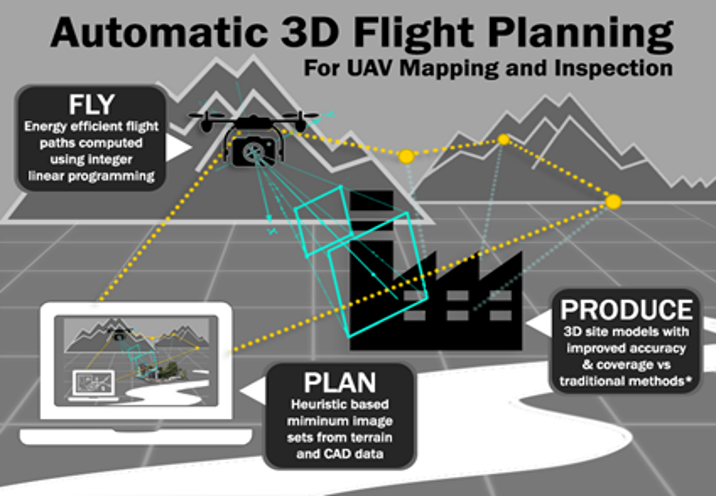 Automatic 3D Flight Planning
For UAV Mapping and Inspection
FLY
Energy efficient flight
paths computed
using integer
linear programming
PRODUCE
3D site models with
improved accuracy
& coverage vs
traditional methods*
PLAN
Heuristic based
miminum image
sets from terrain
and CAD data